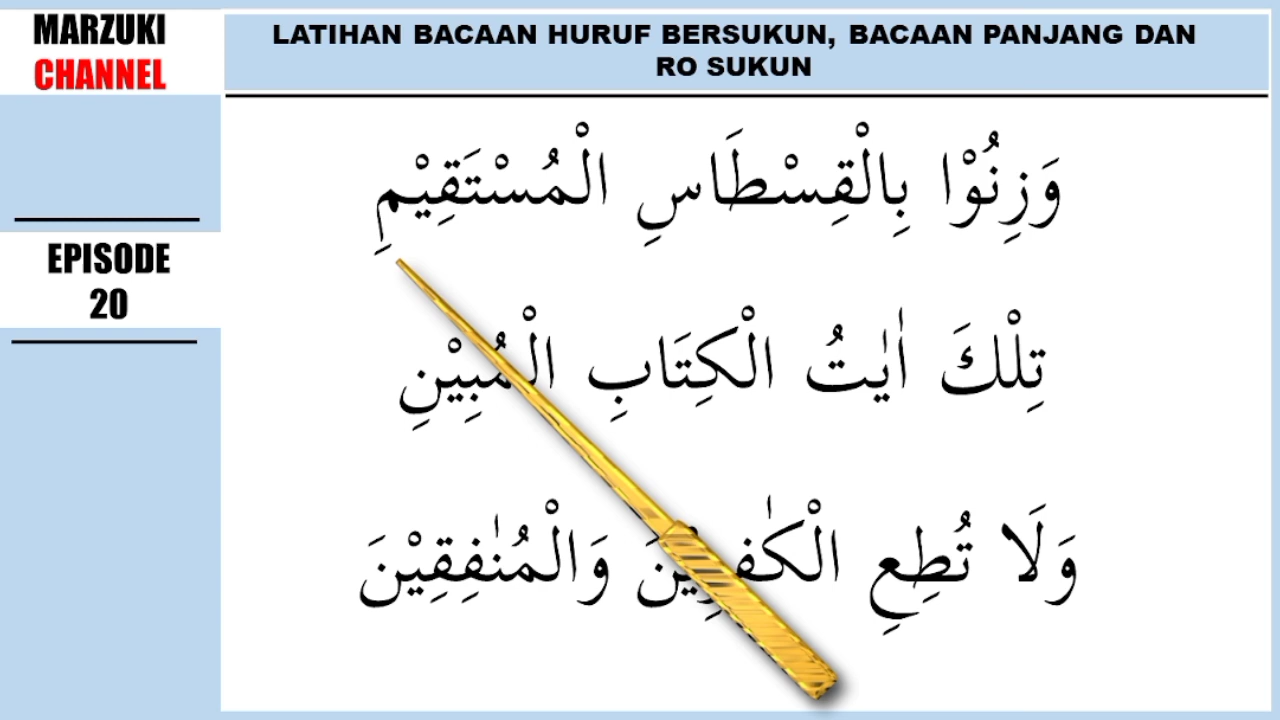 MARZUKI
CHANNEL
LATIHAN BACAAN HURUF BERSUKUN, BACAAN PANJANG DAN
RO SUKUN
EPISODE
20
وَزِنُوْا بِالْقِسْطَاسِ الْمُسْتَقِيْمِ
تِلْكَ اٰيٰتُ الْكِتَابِ الْمُبِيْنِ
وَلَا تُطِعِ الْكٰفِرِيْنَ وَالْمُنٰفِقِيْنَ